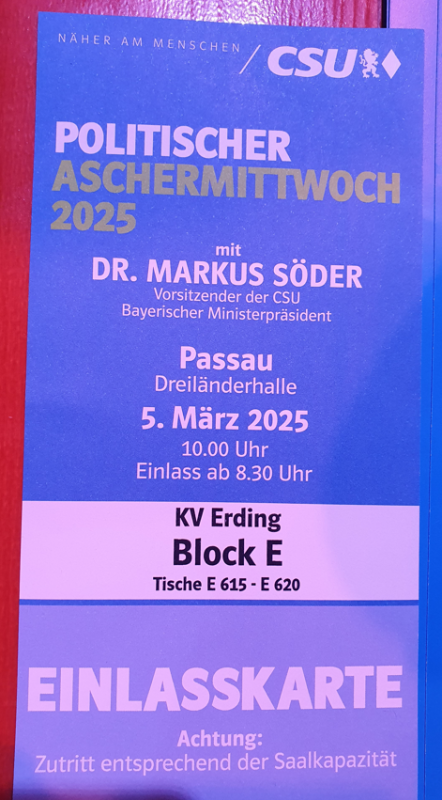 NÄHER AM MENSCHEN
CSU
POLITISCHER
ASCHERMITTWOCH
2025
mit
DR. MARKUS SÖDER
Vorsitzender der CSU
Bayerischer Ministerpräsident
Passau
Dreiländerhalle
5. März 2025
10.00 Uhr
Einlass ab 8.30 Uhr
KV Erding
Block E
Tische E 615 - E 620
EINLASSKARTE
Achtung:
Zutritt entsprechend der Saalkapazität